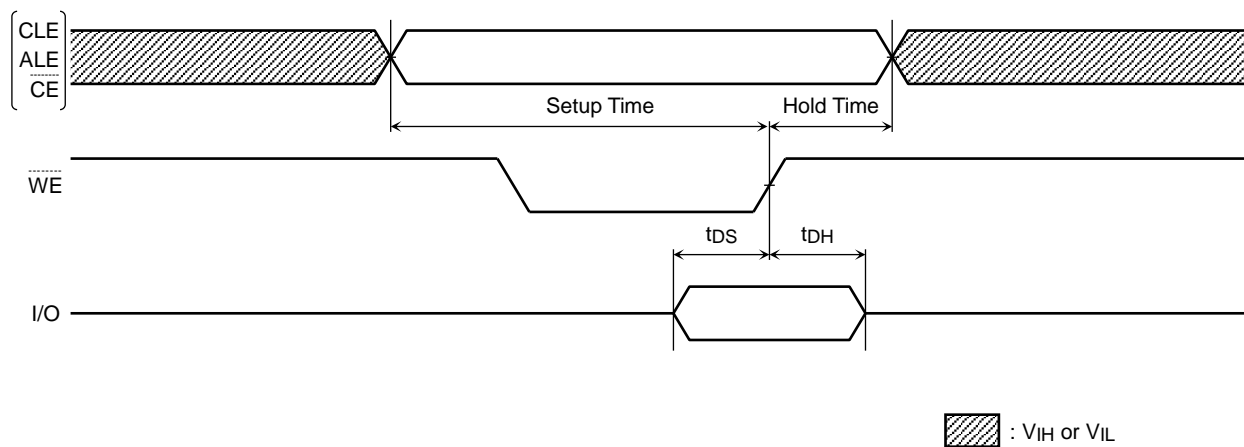 CLE
ALE
CE
Setup Time
Hold Time
WE
tDS
tDH
I/O
: VIH or VIL